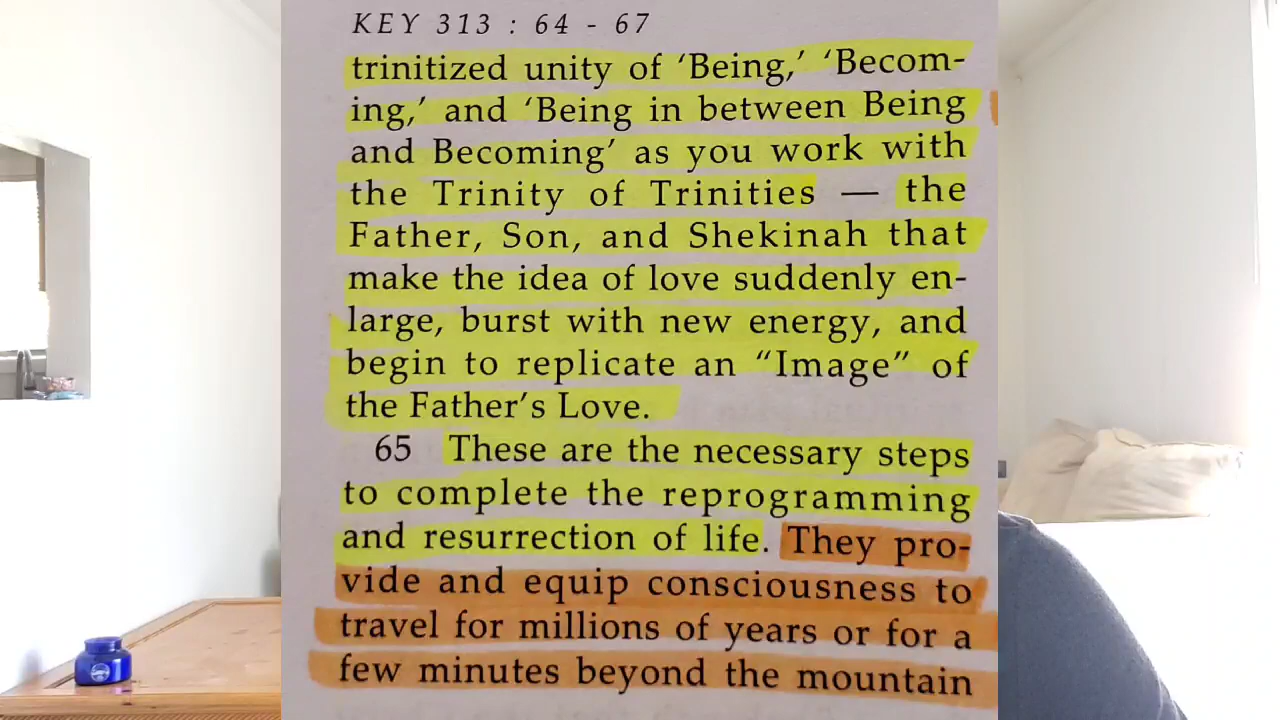 KEY 313 : 64 - 67
trinitized unity of ‘Being,’ ‘Becom-
ing,’ and ‘Being in between Being
and Becoming’ as you work with
the Trinity of Trinities — the
Father, Son, and Shekinah that
make the idea of love suddenly en-
large, burst with new energy, and
begin to replicate an “Image” of
the Father’s Love.
65 These are the necessary steps
to complete the reprogramming
and resurrection of life. They pro-
vide and equip consciousness to
travel for millions of years or for a
few minutes beyond the mountain